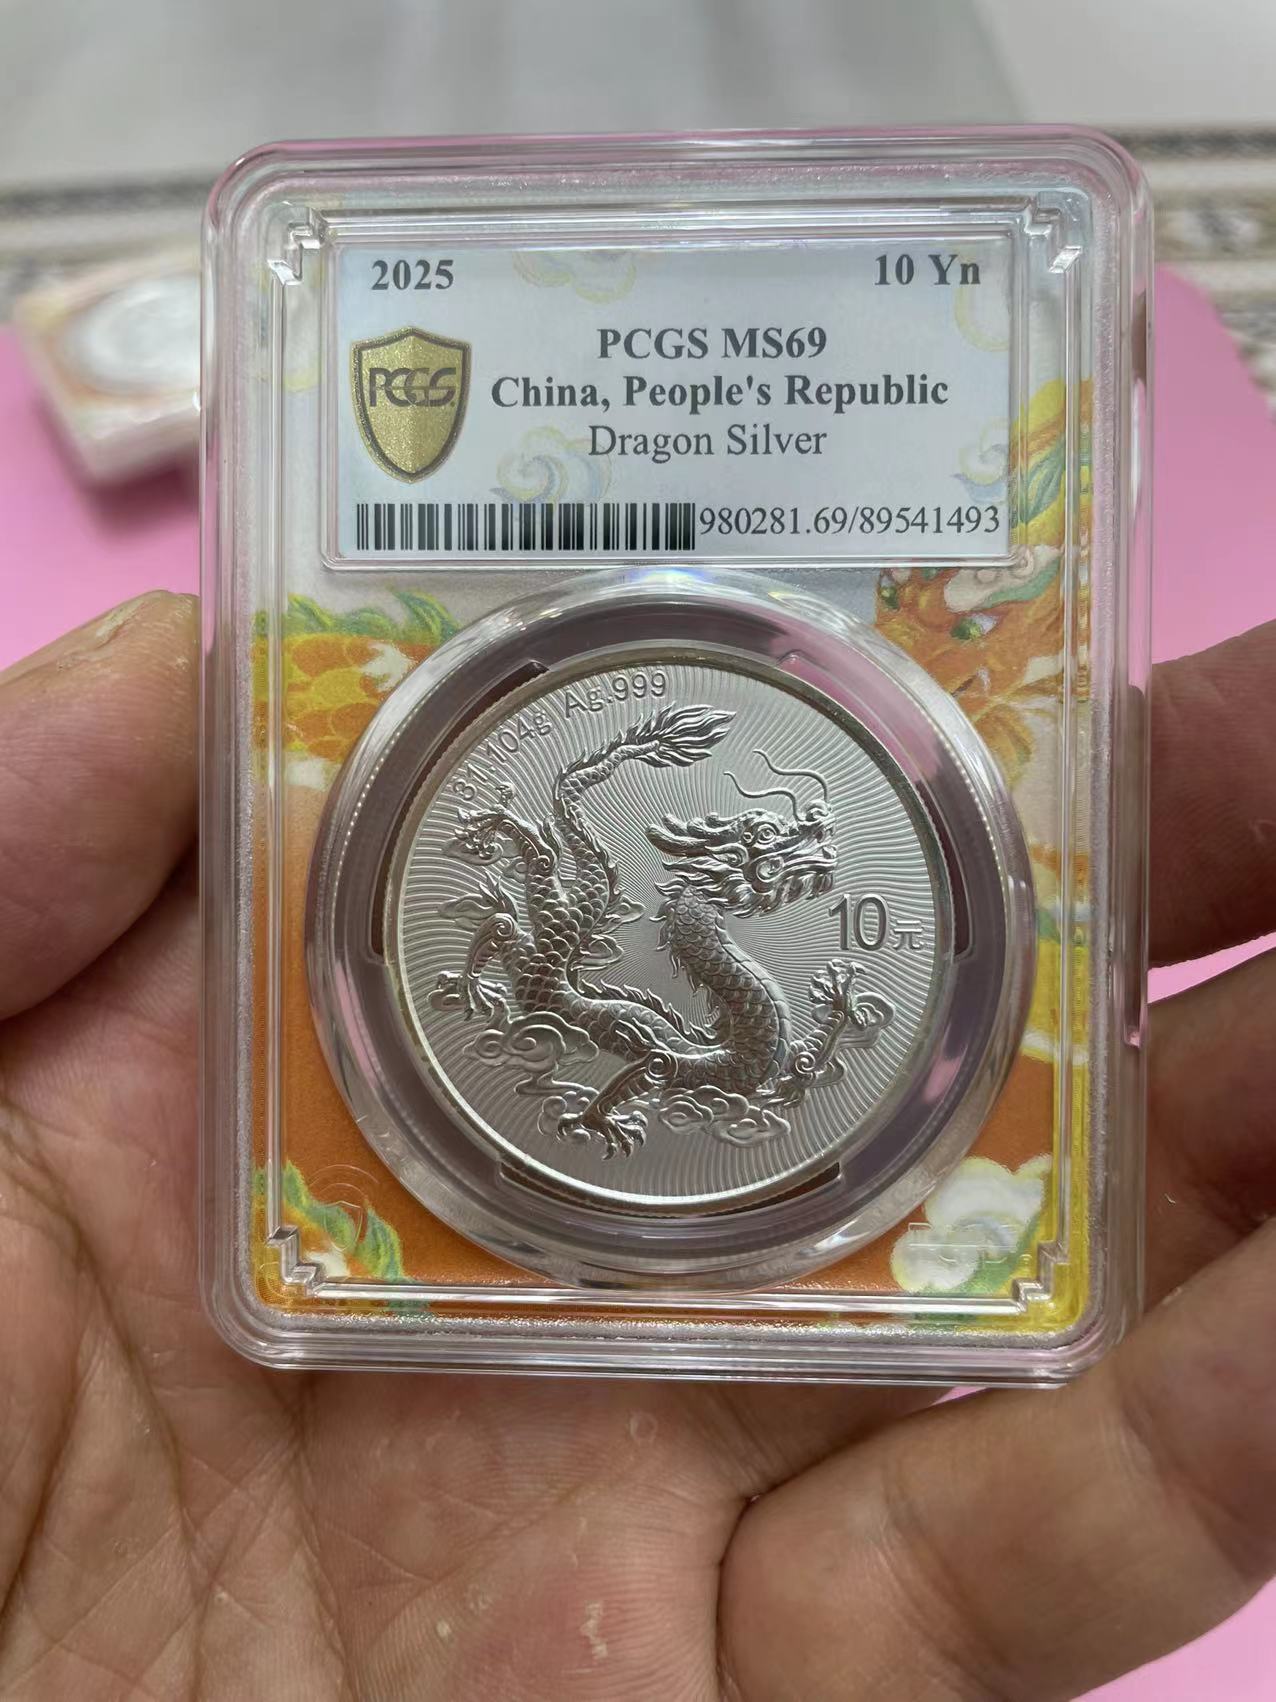 2025 10 Yn
PCGS MS69
China, People's Republic
PCGS
Dragon Silver
980281.69/89541493
31.104g Ag.999
10元